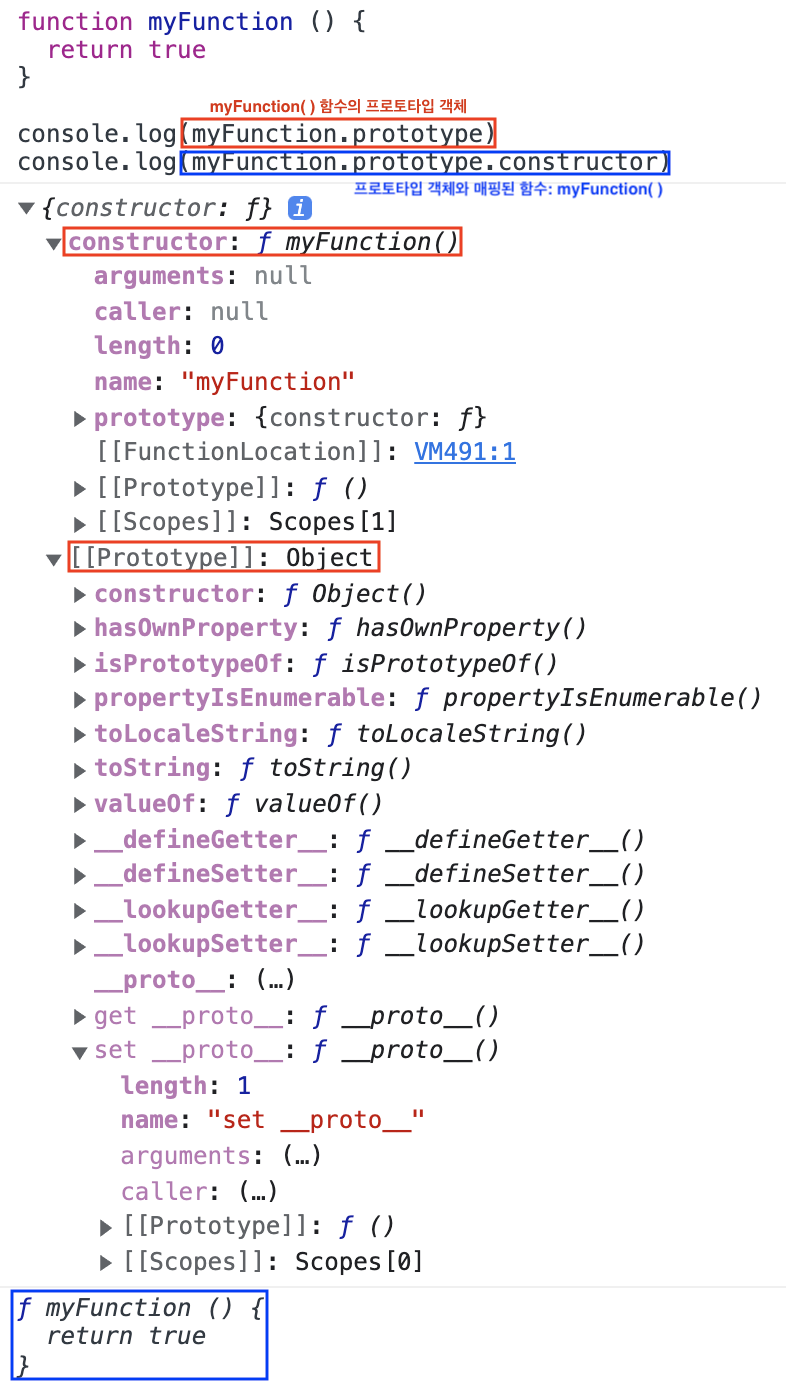 function myFunction () {
return true
}
myFunction( ) 함수의 프로토타입 객체
console.log(myFunction.prototype)
console.log(myFunction.prototype.constructor)
프로토타입 객체와 매핑된 함수: myFunction( )
▼{constructor: ƒ} i
▼constructor: ƒ myFunction()
arguments: null
caller: null
length: 0
name: "myFunction"
▶prototype: {constructor: ƒ}
[[FunctionLocation]]: VM491:1
▶[[Prototype]]: ƒ ()
▶[[Scopes]]: Scopes[1]
▼[[Prototype]]: Object
▶constructor: ƒ Object()
▶hasOwnProperty: ƒ hasOwnProperty()
▶isPrototypeOf: ƒ isPrototypeOf()
▶propertyIsEnumerable: ƒ propertyIsEnumerable()
▶toLocaleString: ƒ toLocaleString()
▶toString: ƒ toString()
▶valueOf: ƒ valueOf()
▶__defineGetter__: ƒ __defineGetter__()
▶__defineSetter__: ƒ __defineSetter__()
▶__lookupGetter__: ƒ __lookupGetter__()
▶__lookupSetter__: ƒ __lookupSetter__()
__proto__: (…)
▶get __proto__: ƒ __proto__()
▼set __proto__: ƒ __proto__()
length: 1
name: "set __proto__"
arguments: (…)
caller: (…)
▶[[Prototype]]: ƒ ()
▶[[Scopes]]: Scopes[0]
ƒ myFunction () {
return true
}